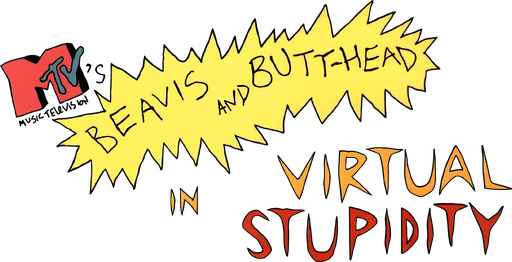 MTV's
MUSIC TELEVISION
BEAVIS AND BUTT-HEAD
IN VIRTUAL
STUPIDITY